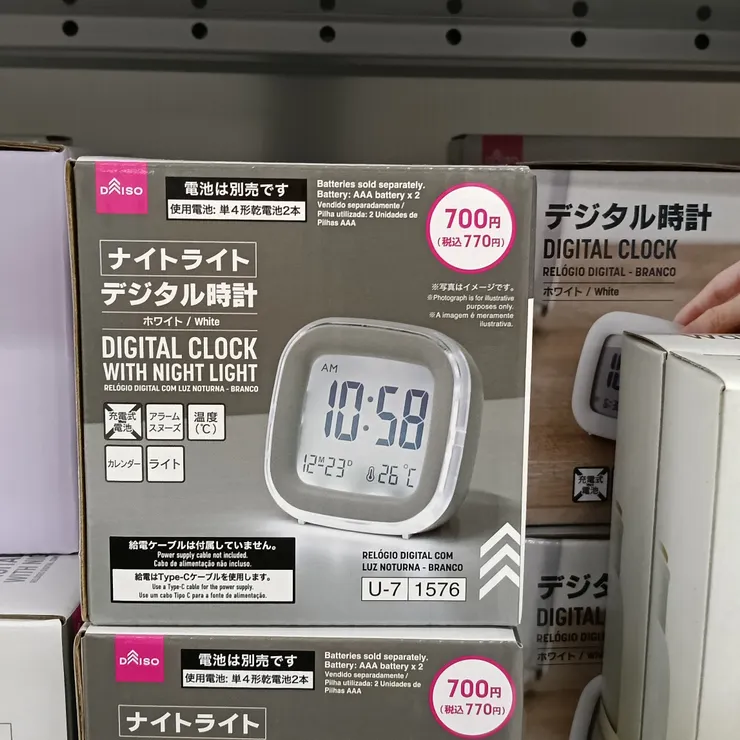 DAISO
電池は別売です
使用電池: 単4形乾電池2本
Batteries sold separately.
Battery: AAA battery x 2
Vendido separadamente /
Pilha utilizada: 2 Unidades de
Pilhas AAA
700円
(税込770円)
ナイトライト
デジタル時計
ホワイト / White
DIGITAL CLOCK
WITH NIGHT LIGHT
RELÓGIO DIGITAL COM LUZ NOTURNA - BRANCO
※写真はイメージです。
※Photograph is for illustrative
purposes only.
※A imagem é meramente
ilustrativa.
充電式
電池
アラーム
スヌーズ
温度
(℃)
カレンダー
ライト
AM
10:58
12M23D
26℃
給電ケーブルは付属していません。
Power supply cable not included.
Cabo de alimentação não incluso.
給電はType-Cケーブルを使用します。
Use a Type-C cable for the power supply.
Use um cabo Tipo C para a fonte de alimentação.
RELÓGIO DIGITAL COM
LUZ NOTURNA - BRANCO
U-7 1576
デジタル時計
DIGITAL CLOCK
RELÓGIO DIGITAL - BRANCO
ホワイト / White
充電式
電池
DAISO
電池は別売です
使用電池: 単4形乾電池2本
Batteries sold separately.
Battery: AAA battery x 2
Vendido separadamente /
Pilha utilizada: 2 Unidades de
Pilhas AAA
700円
(税込770円)
ナイトライト
デジタ
DIGITAL
RELÓGIO DIGI
ホワイト / Whi